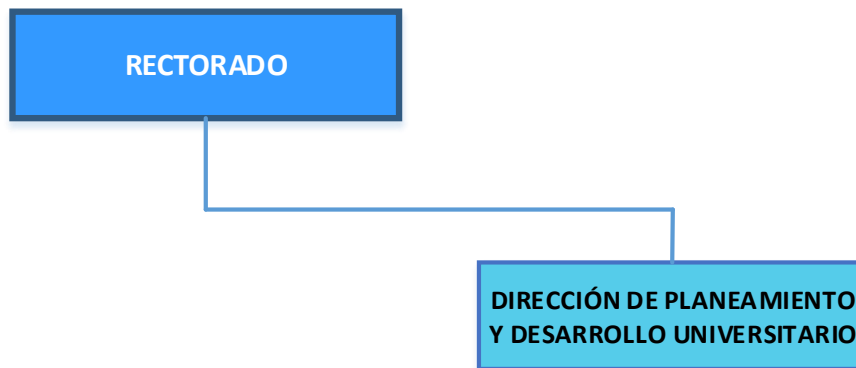 RECTORADO
DIRECCIÓN DE PLANEAMIENTO
Y DESARROLLO UNIVERSITARIO